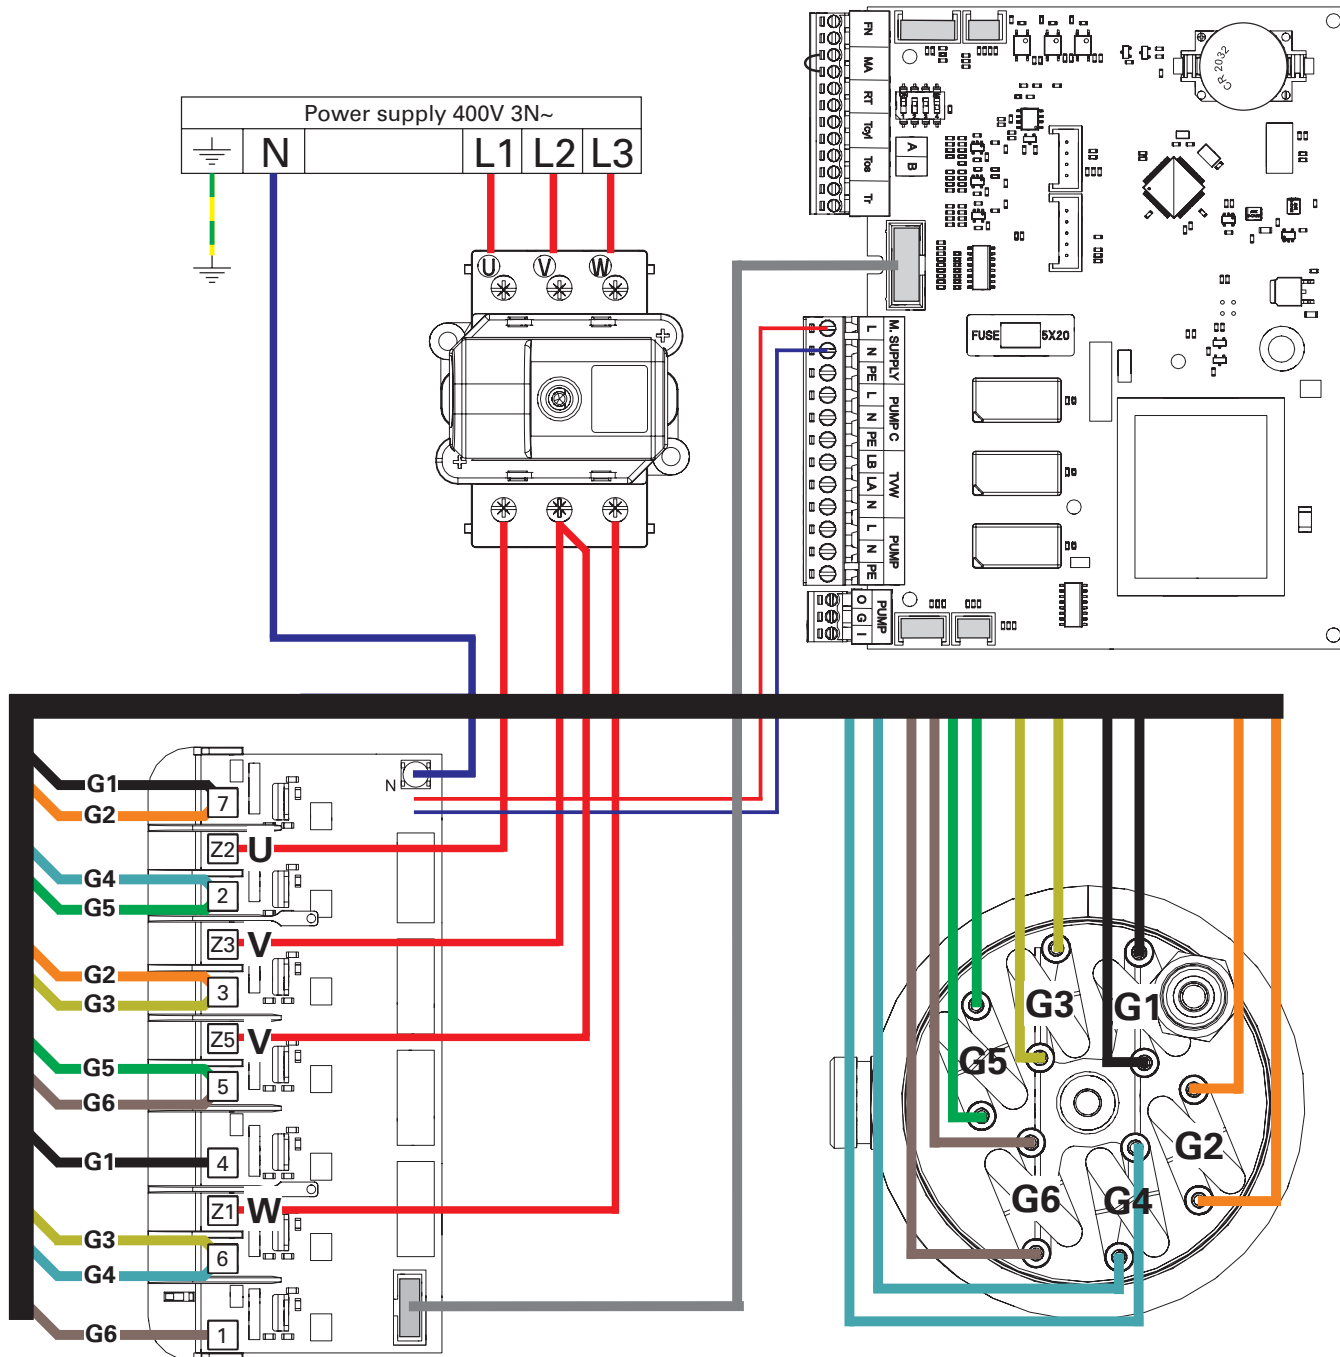 Power supply 400V 3N~
N
L1 L2 L3
U V W
FN
MA
RT
Tcyl
Tos
Tr
A
B
CR 2032
FUSE 5X20
M. SUPPLY
L
N
PE
PUMP C
L
N
PE
TVW
LB
LA
N
PUMP
L
N
PE
PUMP
O
G
I
N
G1
G2
7
Z2 U
G4
G5
2
Z3 V
G2
G3
3
Z5 V
G5
G6
5
G1
4
Z1 W
G3
G4
6
G6
1
G3
G1
G5
G2
G6
G4